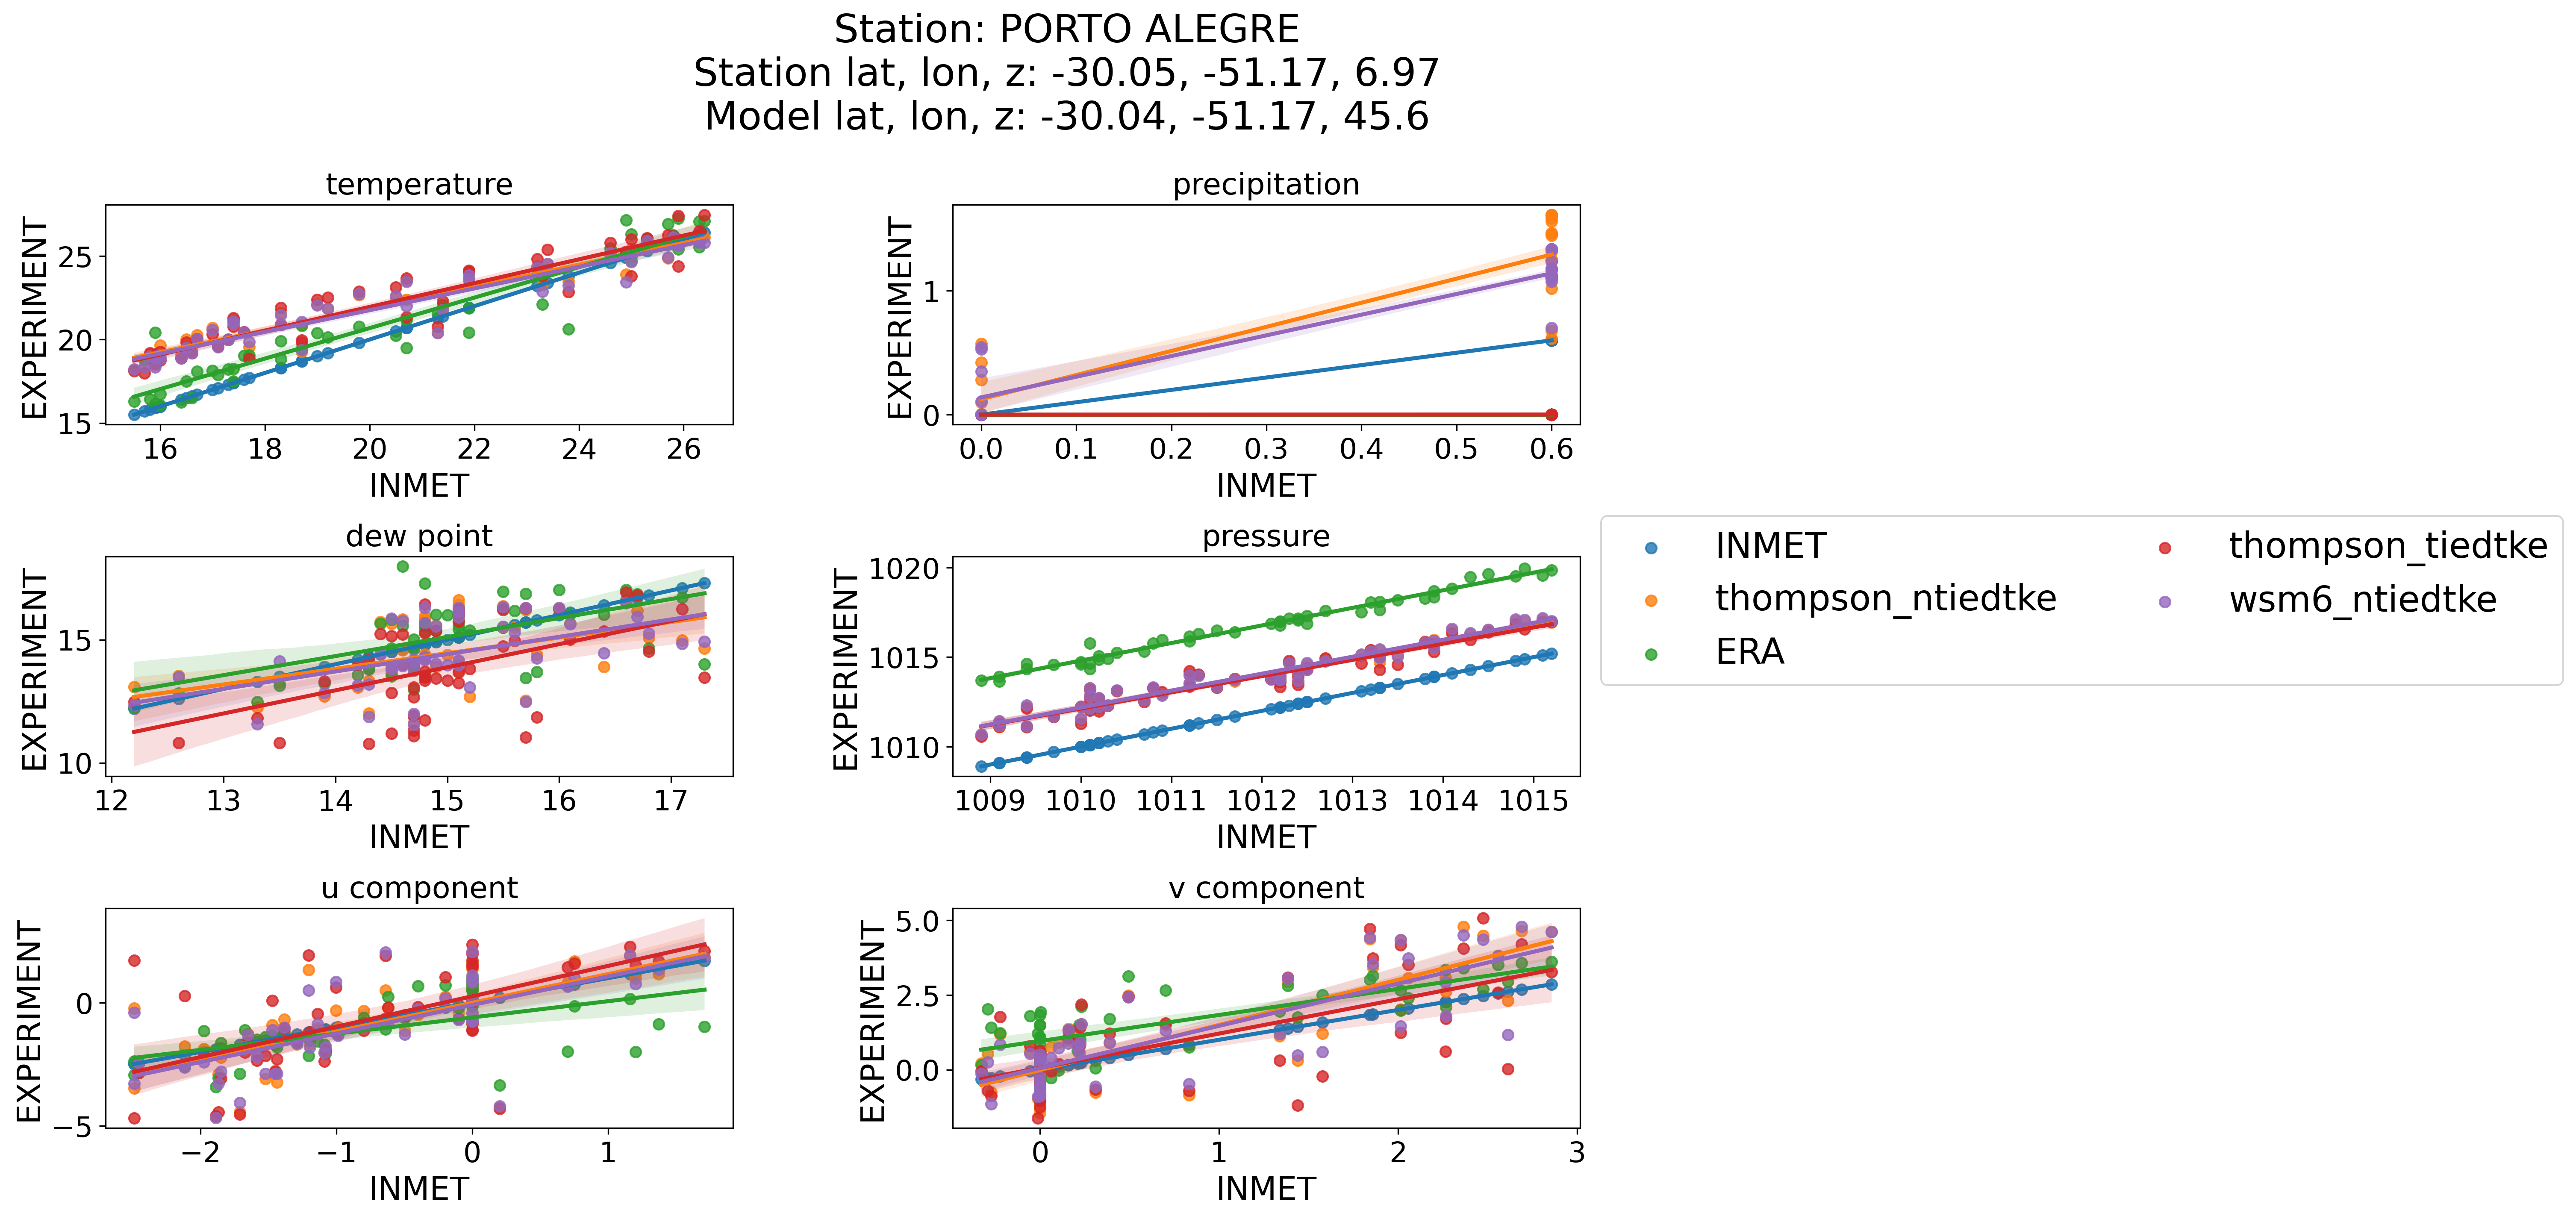 Station: PORTO ALEGRE
Station lat, lon, z: -30.05, -51.17, 6.97
Model lat, lon, z: -30.04, -51.17, 45.6
temperature
EXPERIMENT
25
20
15
16 18 20 22 24 26
INMET
precipitation
EXPERIMENT
1
0
0.0 0.1 0.2 0.3 0.4 0.5 0.6
INMET
dew point
EXPERIMENT
15
10
12 13 14 15 16 17
INMET
pressure
EXPERIMENT
1020
1015
1010
1009 1010 1011 1012 1013 1014 1015
INMET
INMET
thompson_ntiedtke
ERA
thompson_tiedtke
wsm6_ntiedtke
u component
EXPERIMENT
0
−5
−2 −1 0 1
INMET
v component
EXPERIMENT
5.0
2.5
0.0
0 1 2 3
INMET